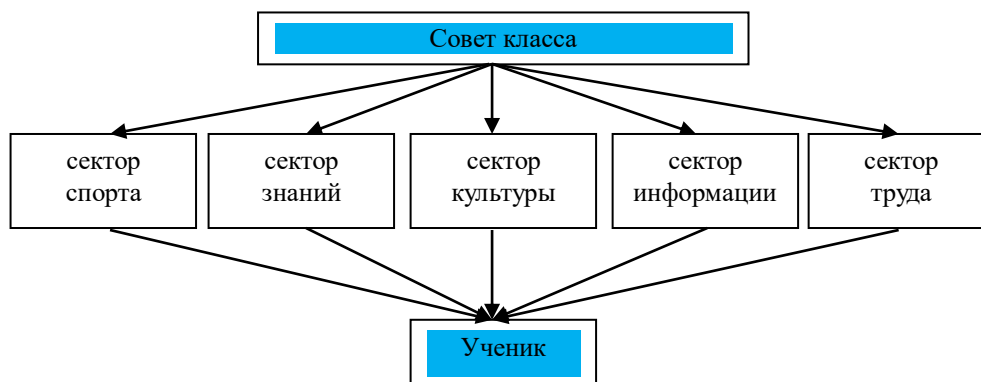 Совет класса
сектор
спорта
сектор
знаний
сектор
культуры
сектор
информации
сектор
труда
Ученик